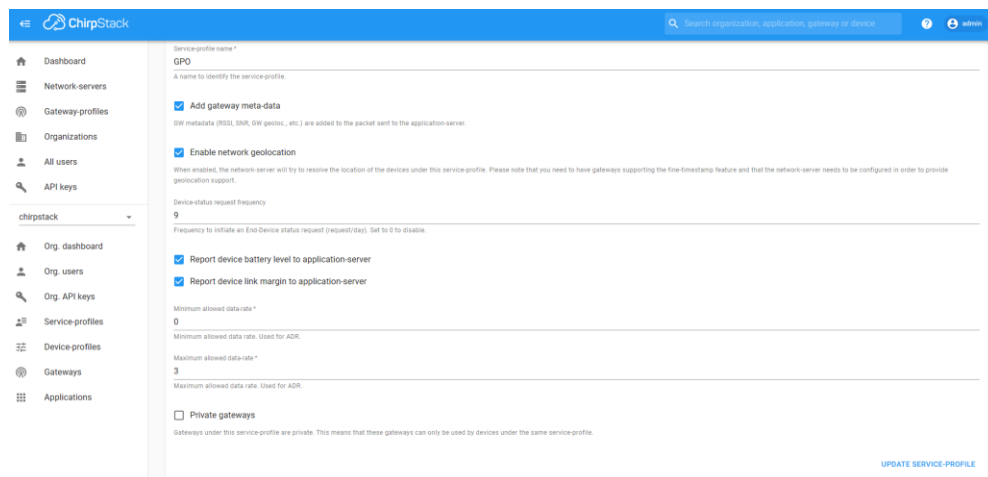 ChirpStack
Search organization, application, gateway or device
?
admin
Dashboard
Network-servers
Gateway-profiles
Organizations
All users
API keys
chirpstack
Org. dashboard
Org. users
Org. API keys
Service-profiles
Device-profiles
Gateways
Applications
Service-profile name *
GPO
A name to identify the service-profile.
Add gateway meta-data
GW metadata (RSSI, SNR, GW geoloc., etc.) are added to the packet sent to the application-server.
Enable network geolocation
When enabled, the network-server will try to resolve the location of the devices under this service-profile. Please note that you need to have gateways supporting the fine-timestamp feature and that the network-server needs to be configured in order to provide
geolocation support.
Device-status request frequency
9
Frequency to initiate an End-Device status request (request/day). Set to 0 to disable.
Report device battery level to application-server
Report device link margin to application-server
Minimum allowed data-rate *
0
Minimum allowed data rate. Used for ADR.
Maximum allowed data-rate *
3
Maximum allowed data rate. Used for ADR.
Private gateways
Gateways under this service-profile are private. This means that these gateways can only be used by devices under the same service-profile.
UPDATE SERVICE-PROFILE